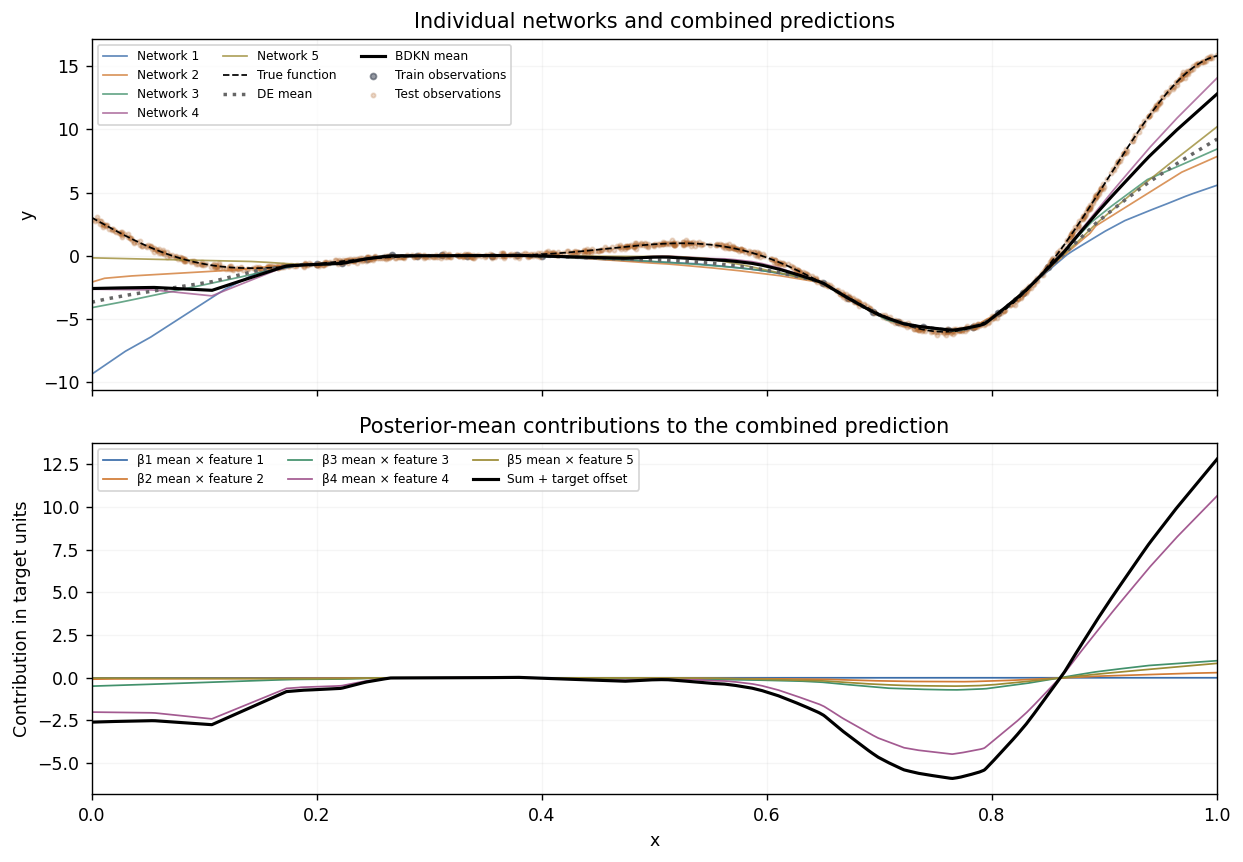 Individual networks and combined predictions
Network 1
Network 2
Network 3
Network 4
Network 5
True function
DE mean
BDKN mean
Train observations
Test observations
15
10
5
0
−5
−10
y
Posterior-mean contributions to the combined prediction
β1 mean × feature 1
β2 mean × feature 2
β3 mean × feature 3
β4 mean × feature 4
β5 mean × feature 5
Sum + target offset
12.5
10.0
7.5
5.0
2.5
0.0
−2.5
−5.0
Contribution in target units
0.0 0.2 0.4 0.6 0.8 1.0
x